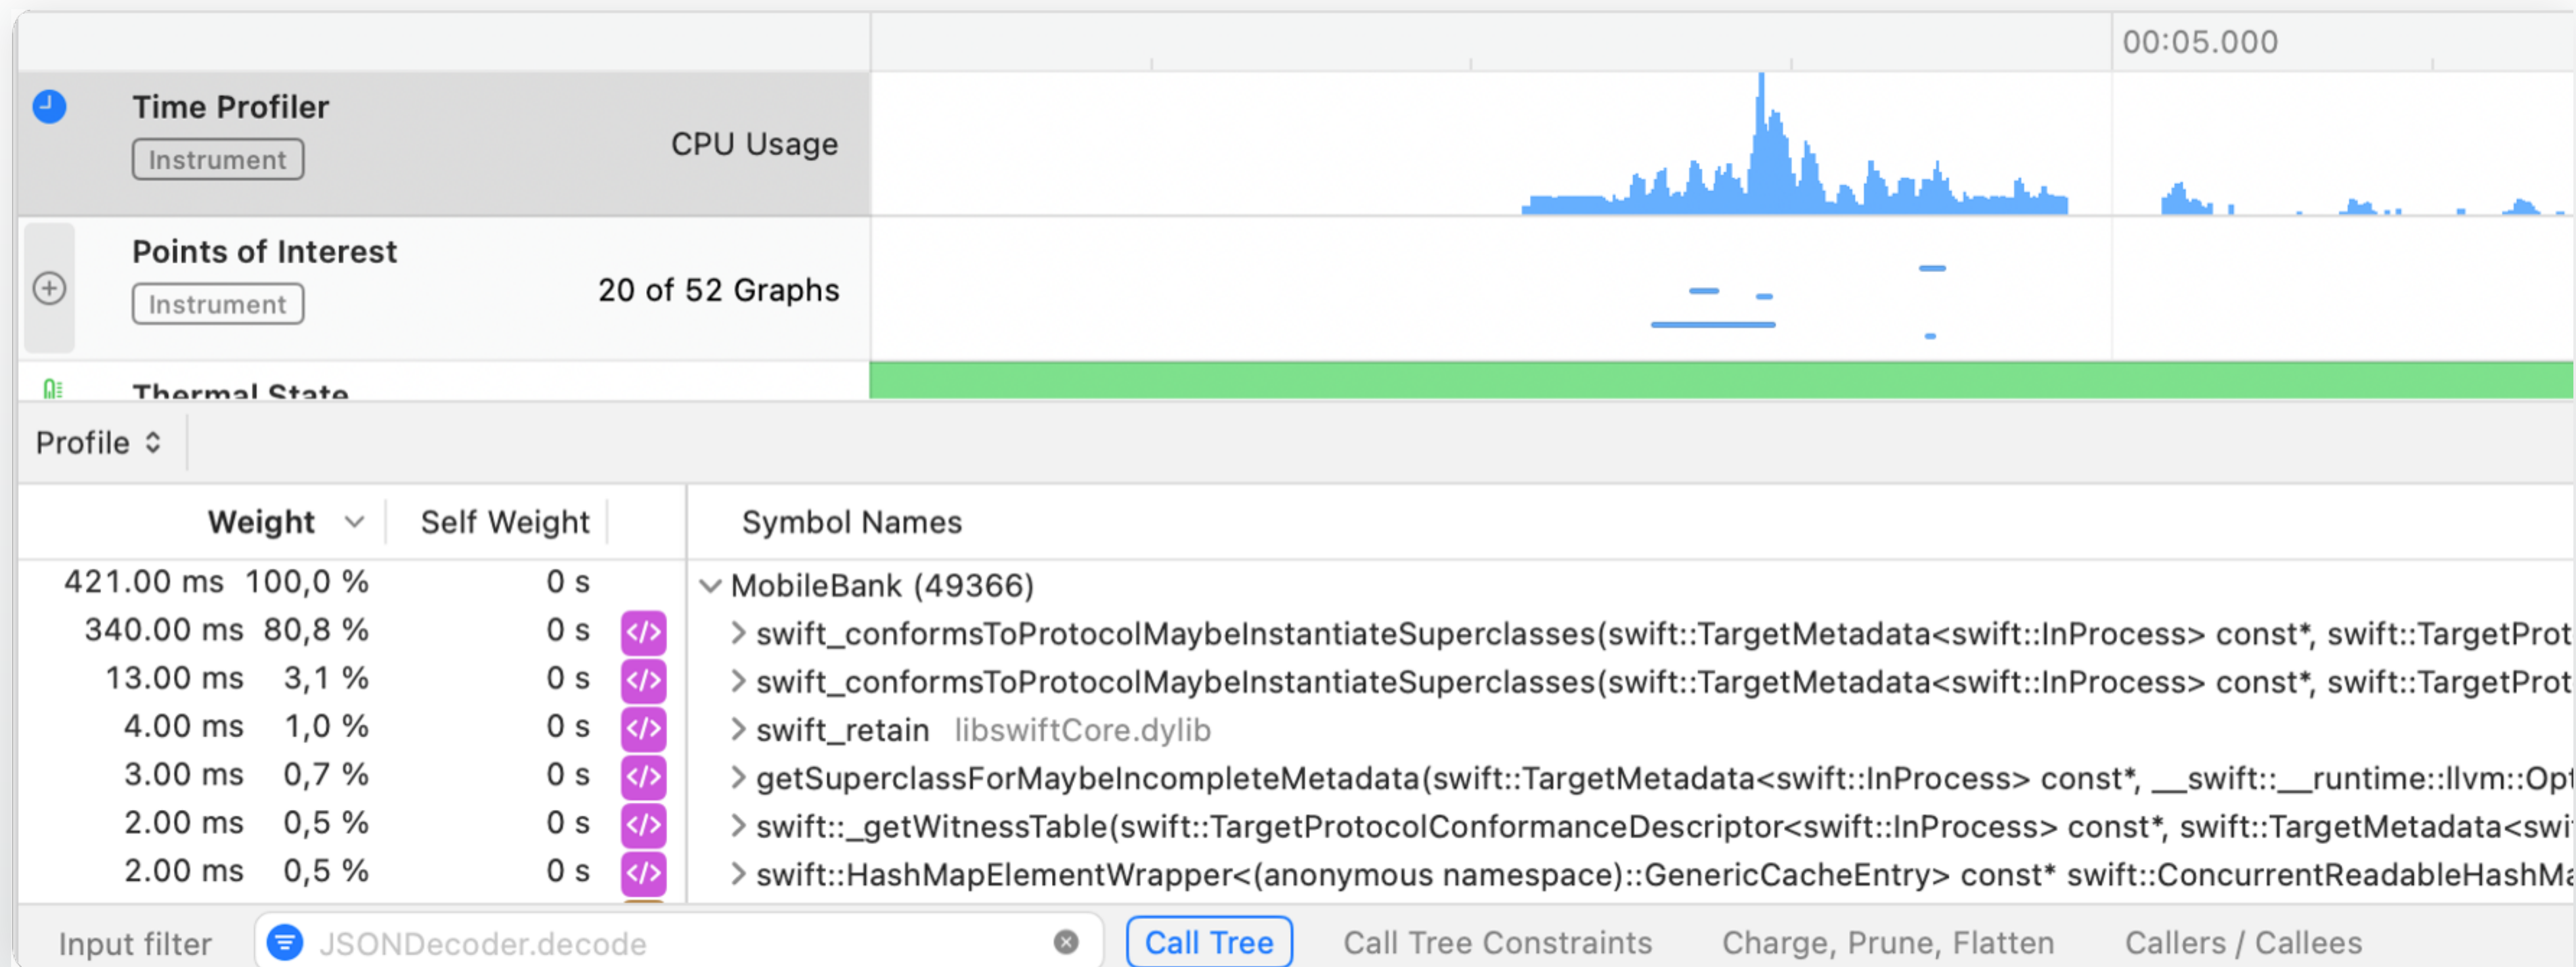 00:05.000
Time Profiler
Instrument
CPU Usage
Points of Interest
Instrument
20 of 52 Graphs
Thermal State
Profile
Weight Self Weight Symbol Names
421.00 ms 100,0 % 0 s MobileBank (49366)
340.00 ms 80,8 % 0 s </> swift_conformsToProtocolMaybeInstantiateSuperclasses(swift::TargetMetadata<swift::InProcess> const*, swift::TargetProt
13.00 ms 3,1 % 0 s </> swift_conformsToProtocolMaybeInstantiateSuperclasses(swift::TargetMetadata<swift::InProcess> const*, swift::TargetProt
4.00 ms 1,0 % 0 s </> swift_retain libswiftCore.dylib
3.00 ms 0,7 % 0 s </> getSuperclassForMaybeIncompleteMetadata(swift::TargetMetadata<swift::InProcess> const*, __swift::__runtime::llvm::Opt
2.00 ms 0,5 % 0 s </> swift::_getWitnessTable(swift::TargetProtocolConformanceDescriptor<swift::InProcess> const*, swift::TargetMetadata<swi
2.00 ms 0,5 % 0 s </> swift::HashMapElementWrapper<(anonymous namespace)::GenericCacheEntry> const* swift::ConcurrentReadableHashMa
Input filter JSONDecoder.decode Call Tree Call Tree Constraints Charge, Prune, Flatten Callers / Callees